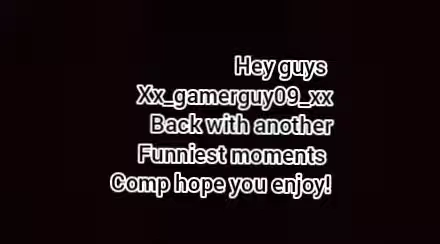 Hey guys
Xx_gamerguy09_xx
Back with another
Funniest moments
Comp hope you enjoy!